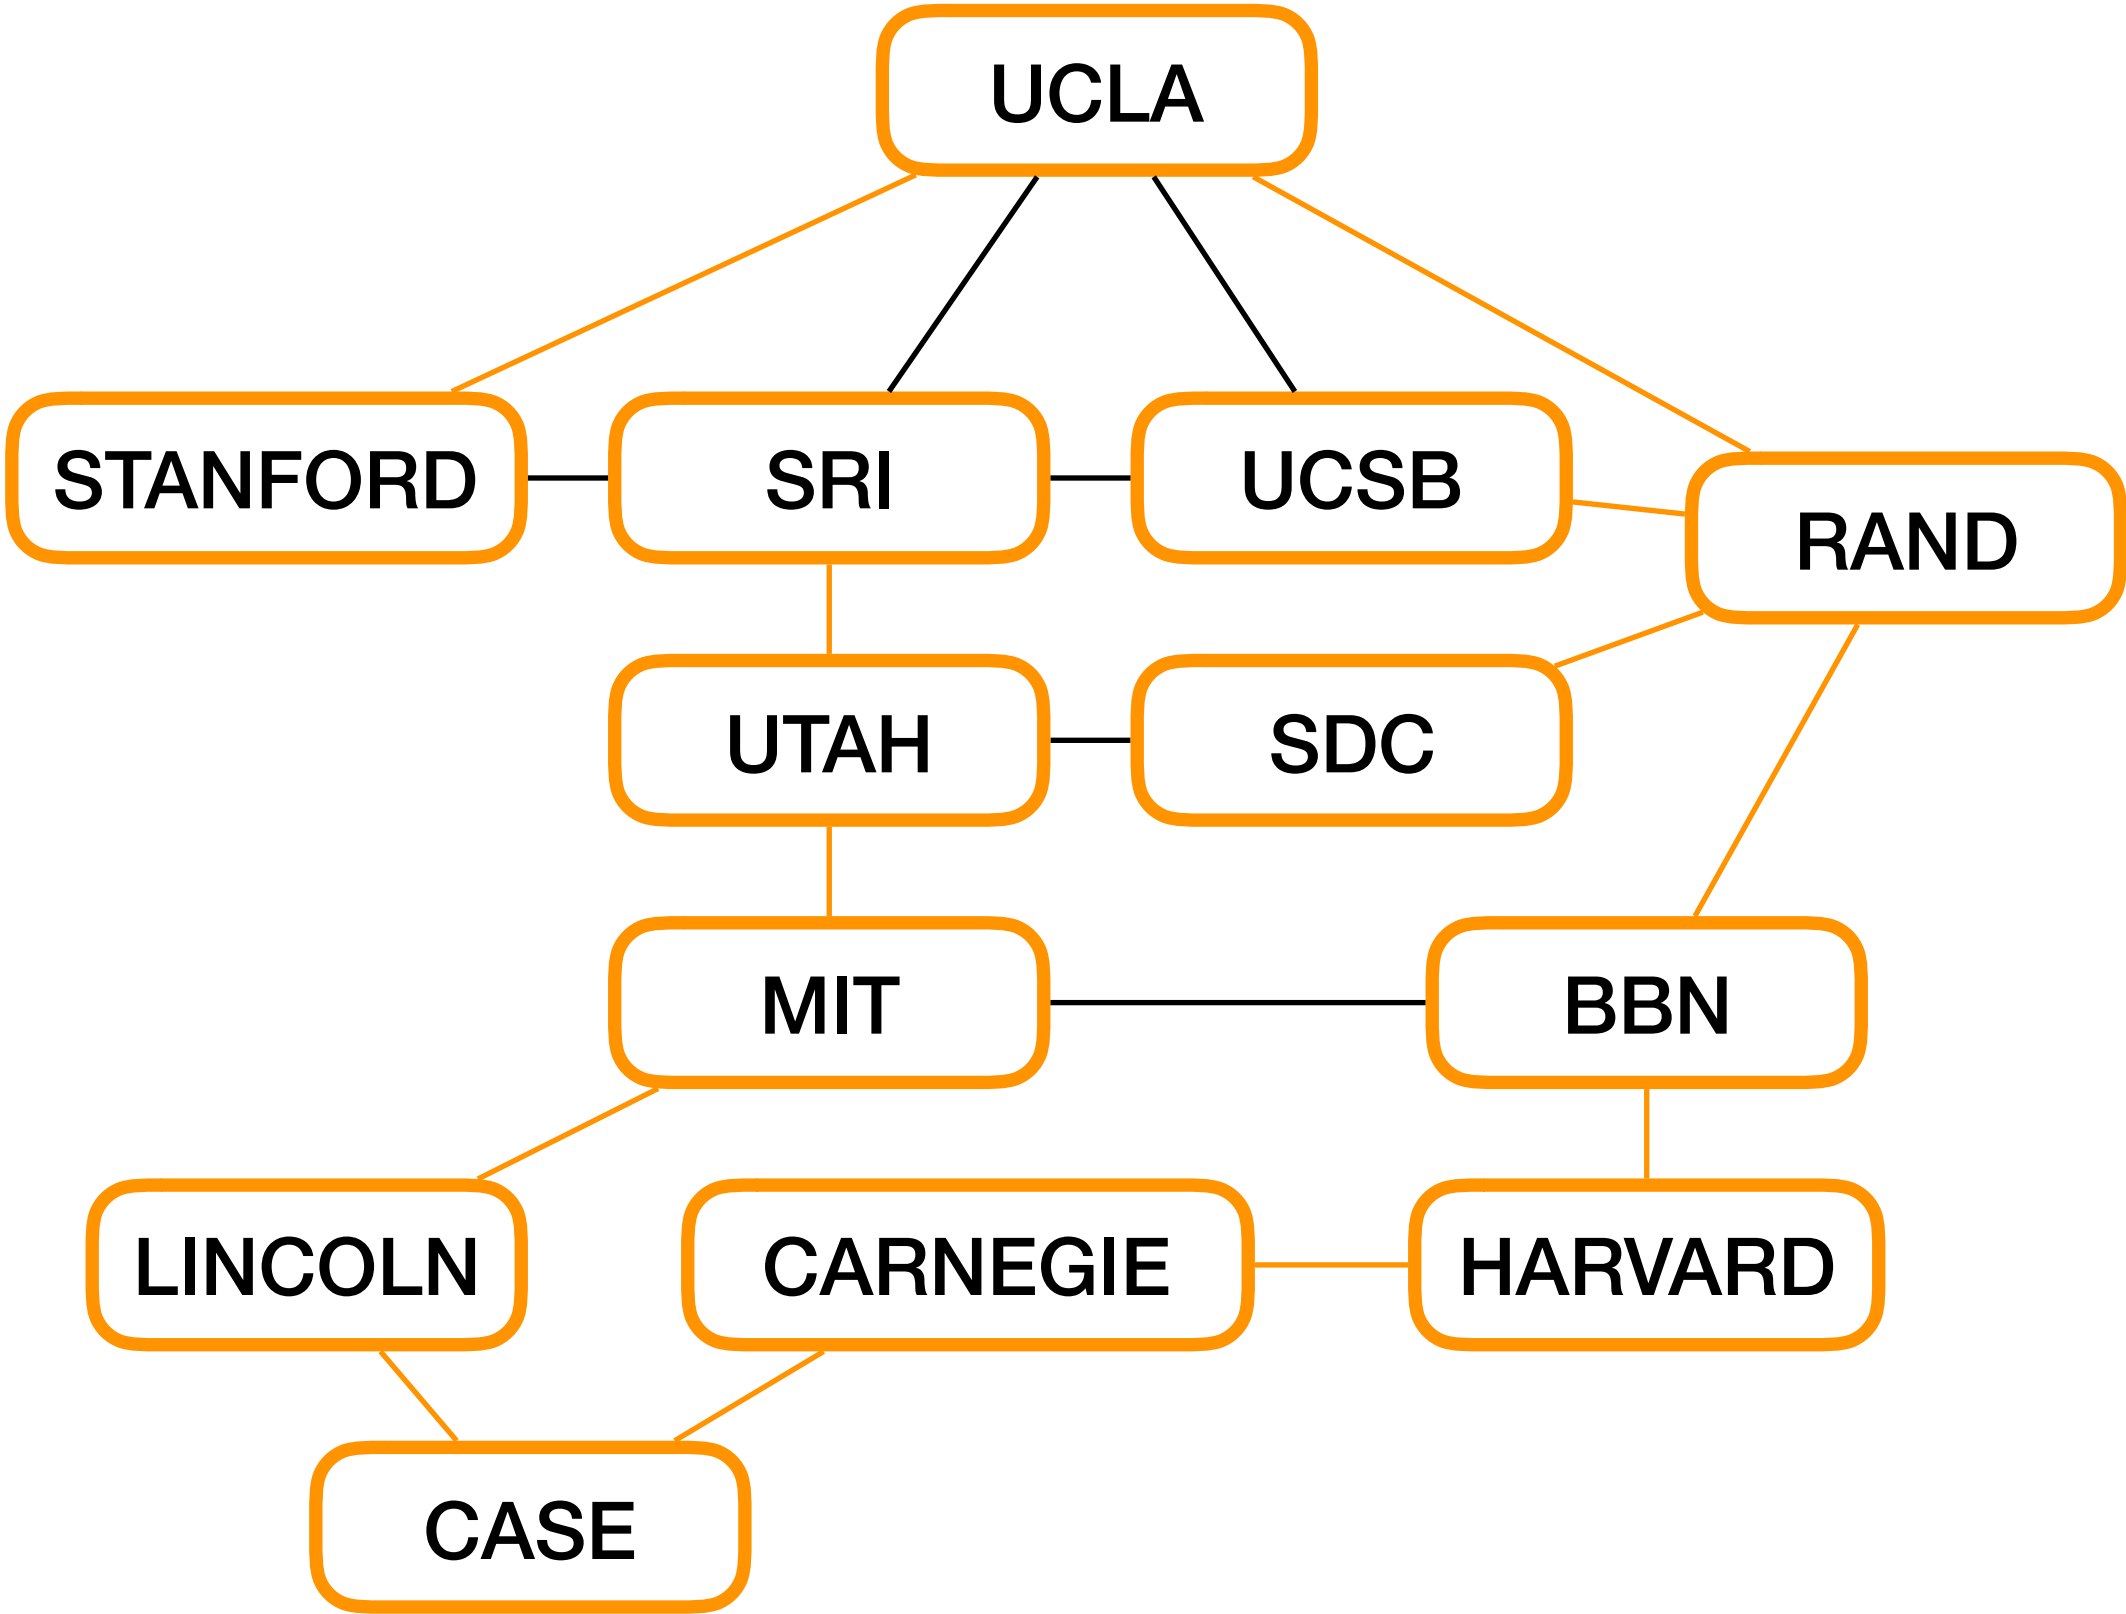 UCLA
STANFORD
SRI
UCSB
RAND
UTAH
SDC
MIT
BBN
LINCOLN
CARNEGIE
HARVARD
CASE